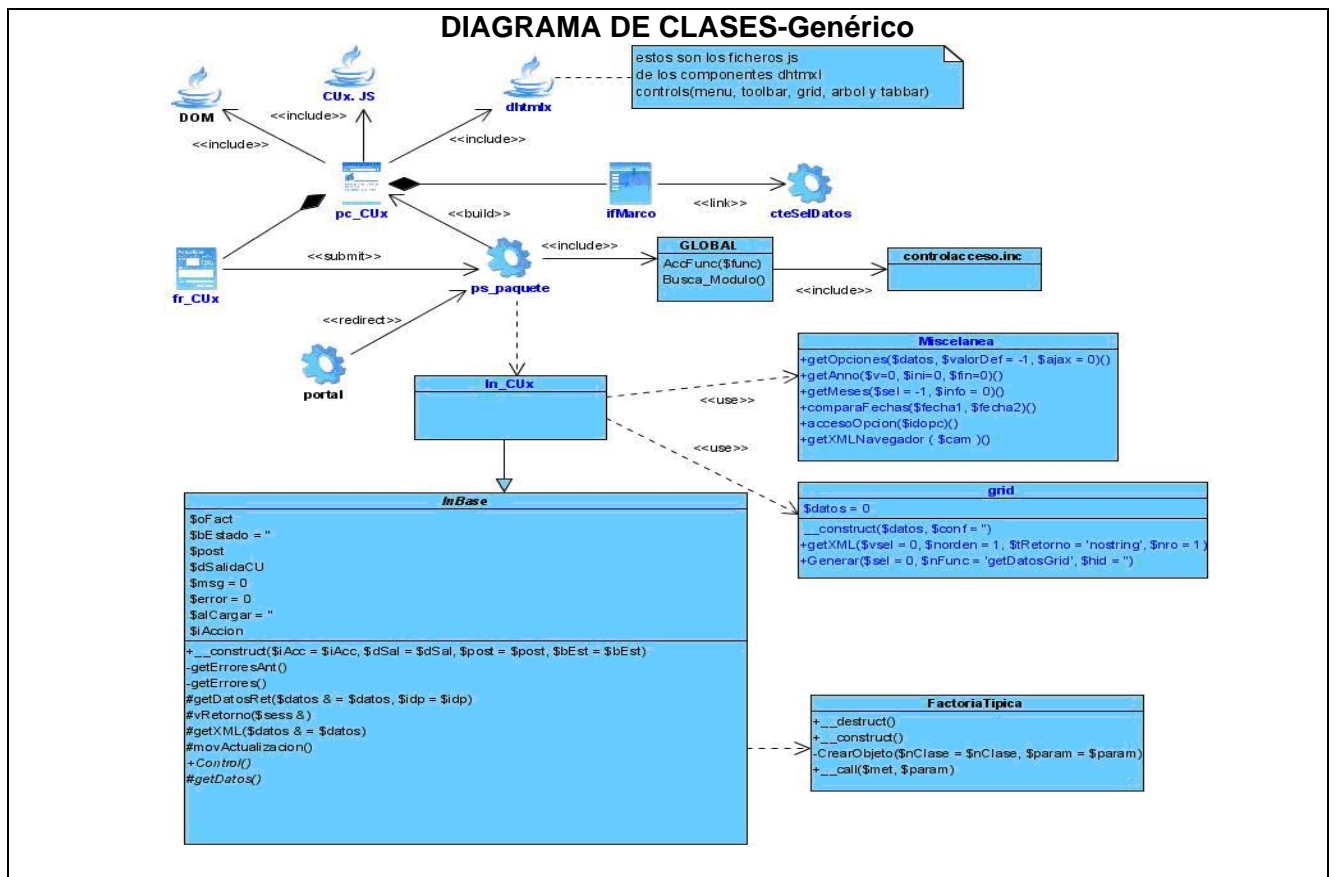 DIAGRAMA DE CLASES-Genérico
estos son los ficheros js
de los componentes dhtmxl
controls(menu, toolbar, grid, arbol y tabbar)
DOM
CUx. JS
dhtmlx
<<include>>
<<include>>
<<include>>
pc_CUx
<<build>>
ifMarco
<<link>>
cteSelDatos
fr_CUx
<<submit>>
ps_paquete
<<include>>
GLOBAL
AccFunc($func)
Busca_Modulo()
<<include>>
controlacceso.inc
<<redirect>>
portal
In_CUx
<<use>>
<<use>>
Miscelanea
+getOpciones($datos, $valorDef = -1, $ajax = 0)()
+getAnno($v=0, $ini=0, $fin=0)()
+getMeses($sel = -1, $info = 0)()
+comparaFechas($fecha1, $fecha2)()
+accesoOpcion($idopc)()
+getXMLNavegador ( $cam )()
grid
$datos = 0
__construct($datos, $conf = '')
+getXML($vsel = 0, $norden = 1, $tRetorno = 'nostring', $nro = 1)
+Generar($sel = 0, $nFunc = 'getDatosGrid', $hid = '')
InBase
$oFact
$bEstado = ''
$post
$dSalidaCU
$msg = 0
$error = 0
$alCargar = ''
$iAccion
+__construct($iAcc = $iAcc, $dSal = $dSal, $post = $post, $bEst = $bEst)
-getErroresAnt()
-getErrores()
#getDatosRet($datos & = $datos, $idp = $idp)
#vRetorno($sess &)
#getXML($datos & = $datos)
#movActualizacion()
+Control()
#getDatos()
FactoriaTipica
+__destruct()
+__construct()
-CrearObjeto($nClase = $nClase, $param = $param)
+__call($met, $param)